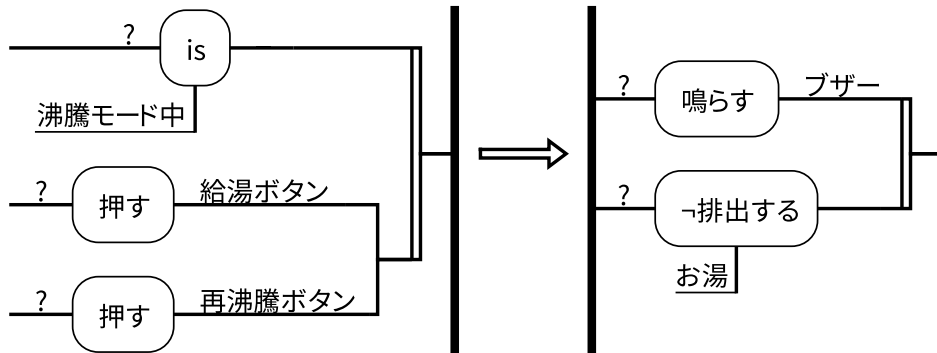 ?
is
沸騰モード中
?
押す
給湯ボタン
?
押す
再沸騰ボタン
?
鳴らす
ブザー
?
¬排出する
お湯